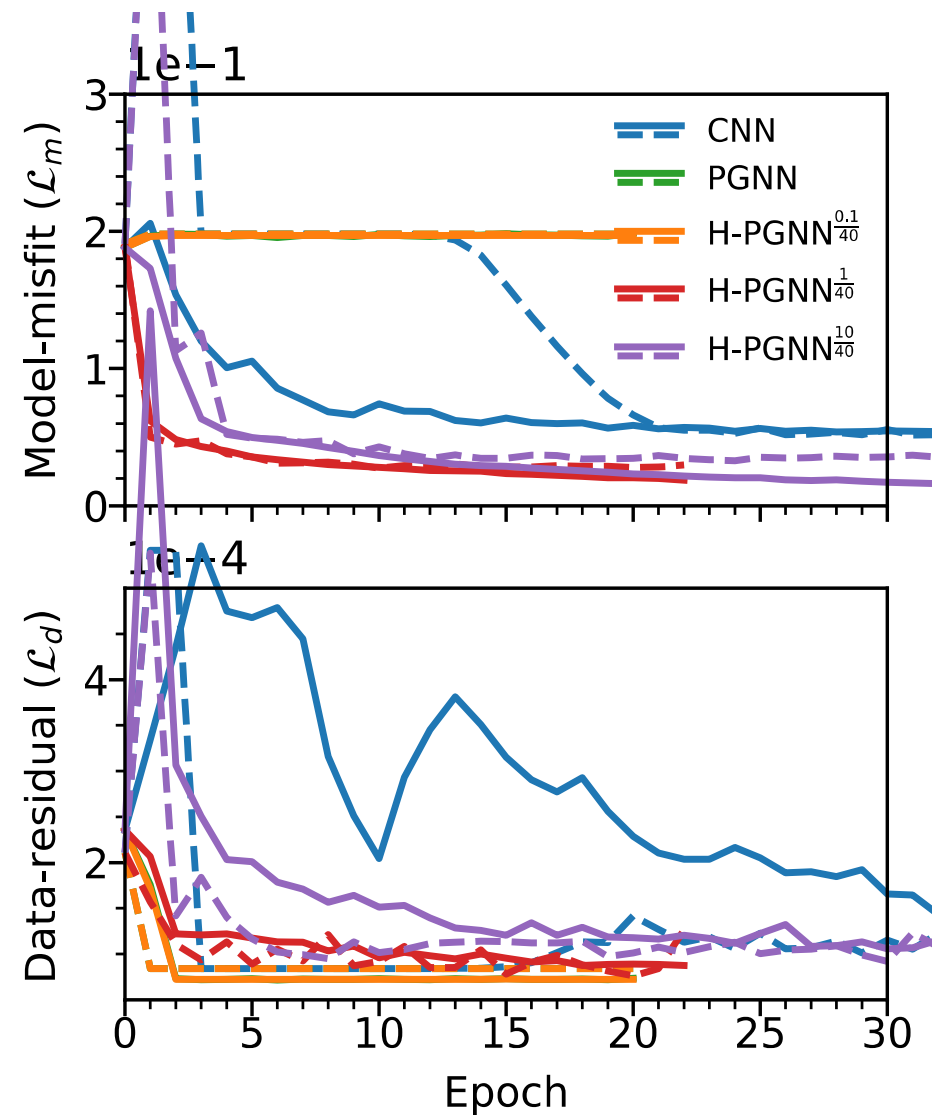 1e−1
3
2
1
0
Model-misfit (ℒm)
CNN
PGNN
H-PGNN^0.1/40
H-PGNN^1/40
H-PGNN^10/40
1e−4
4
2
Data-residual (ℒd)
0 5 10 15 20 25 30
Epoch